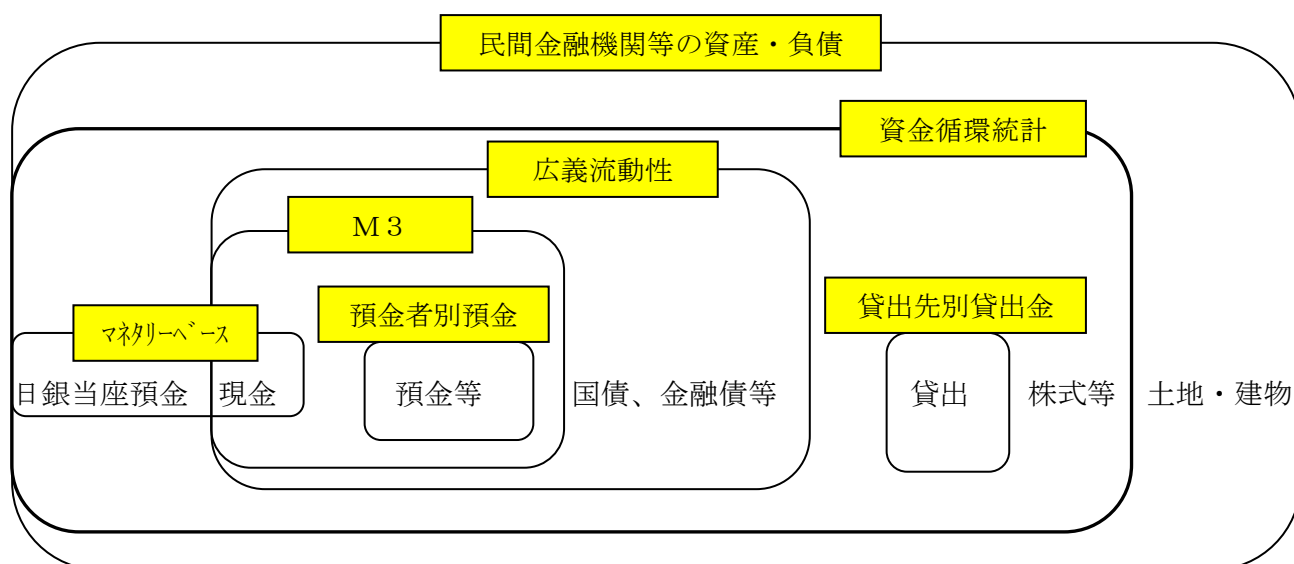 民間金融機関等の資産・負債
資金循環統計
広義流動性
M3
預金者別預金
貸出先別貸出金
ﾏﾈﾀﾘｰﾍﾞｰｽ
日銀当座預金
現金
預金等
国債、金融債等
貸出
株式等
土地・建物